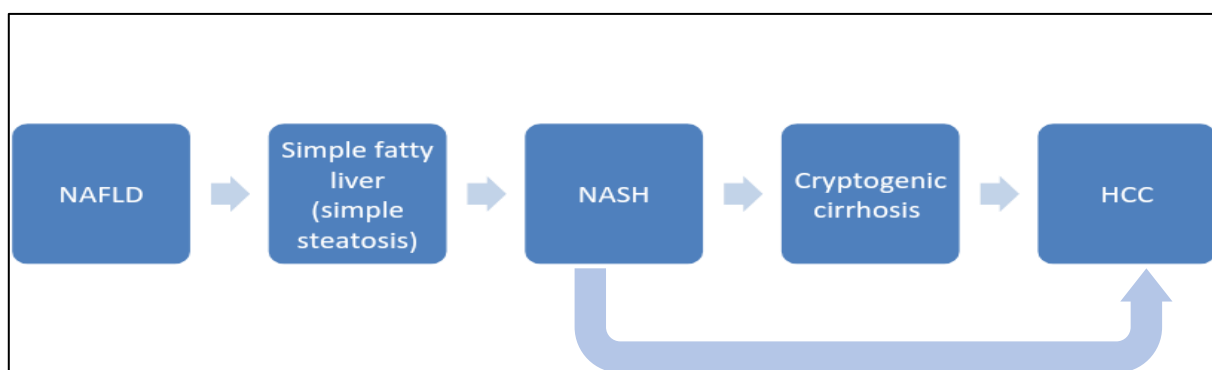 NAFLD
Simple fatty
liver
(simple
steatosis)
NASH
Cryptogenic
cirrhosis
HCC